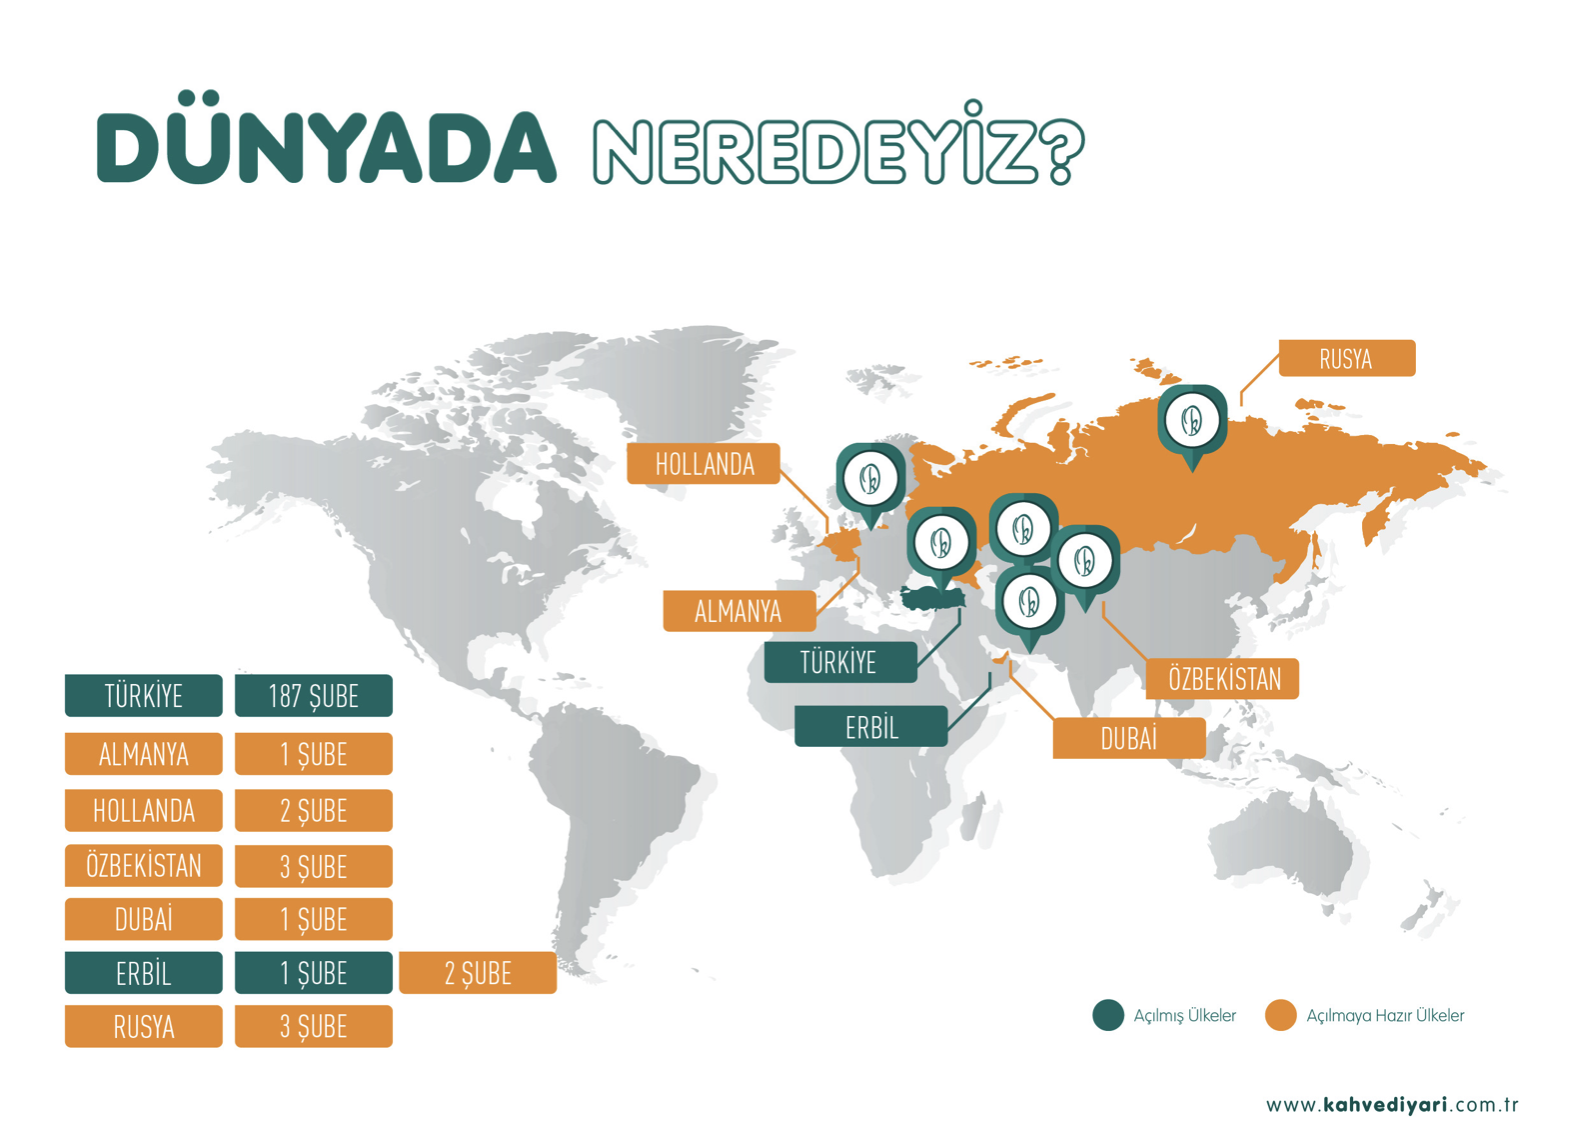 DÜNYADA NEREDEYİZ?
RUSYA
HOLLANDA
ALMANYA
TÜRKİYE
ÖZBEKİSTAN
ERBİL
DUBAİ
TÜRKİYE 187 ŞUBE
ALMANYA 1 ŞUBE
HOLLANDA 2 ŞUBE
ÖZBEKİSTAN 3 ŞUBE
DUBAİ 1 ŞUBE
ERBİL 1 ŞUBE 2 ŞUBE
RUSYA 3 ŞUBE
Açılmış Ülkeler Açılmaya Hazır Ülkeler
www.kahvediyari.com.tr